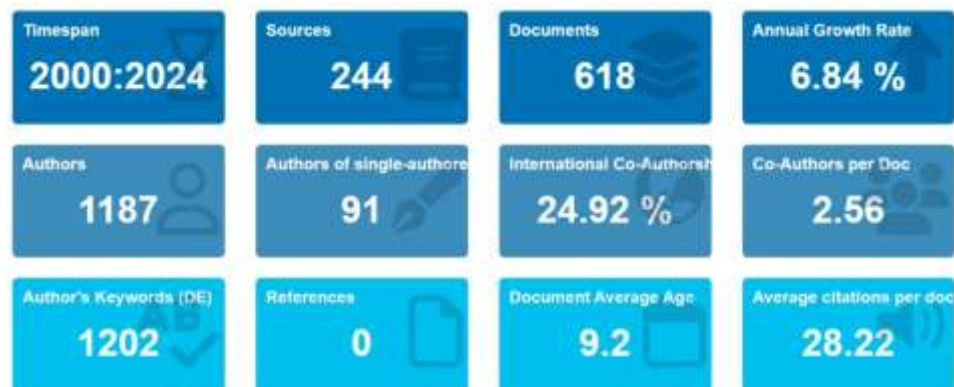 Timespan
2000:2024
Sources
244
Documents
618
Annual Growth Rate
6.84 %
Authors
1187
Authors of single-authore
91
International Co-Authorsh
24.92 %
Co-Authors per Doc
2.56
Author's Keywords (DE)
1202
References
0
Document Average Age
9.2
Average citations per doc
28.22